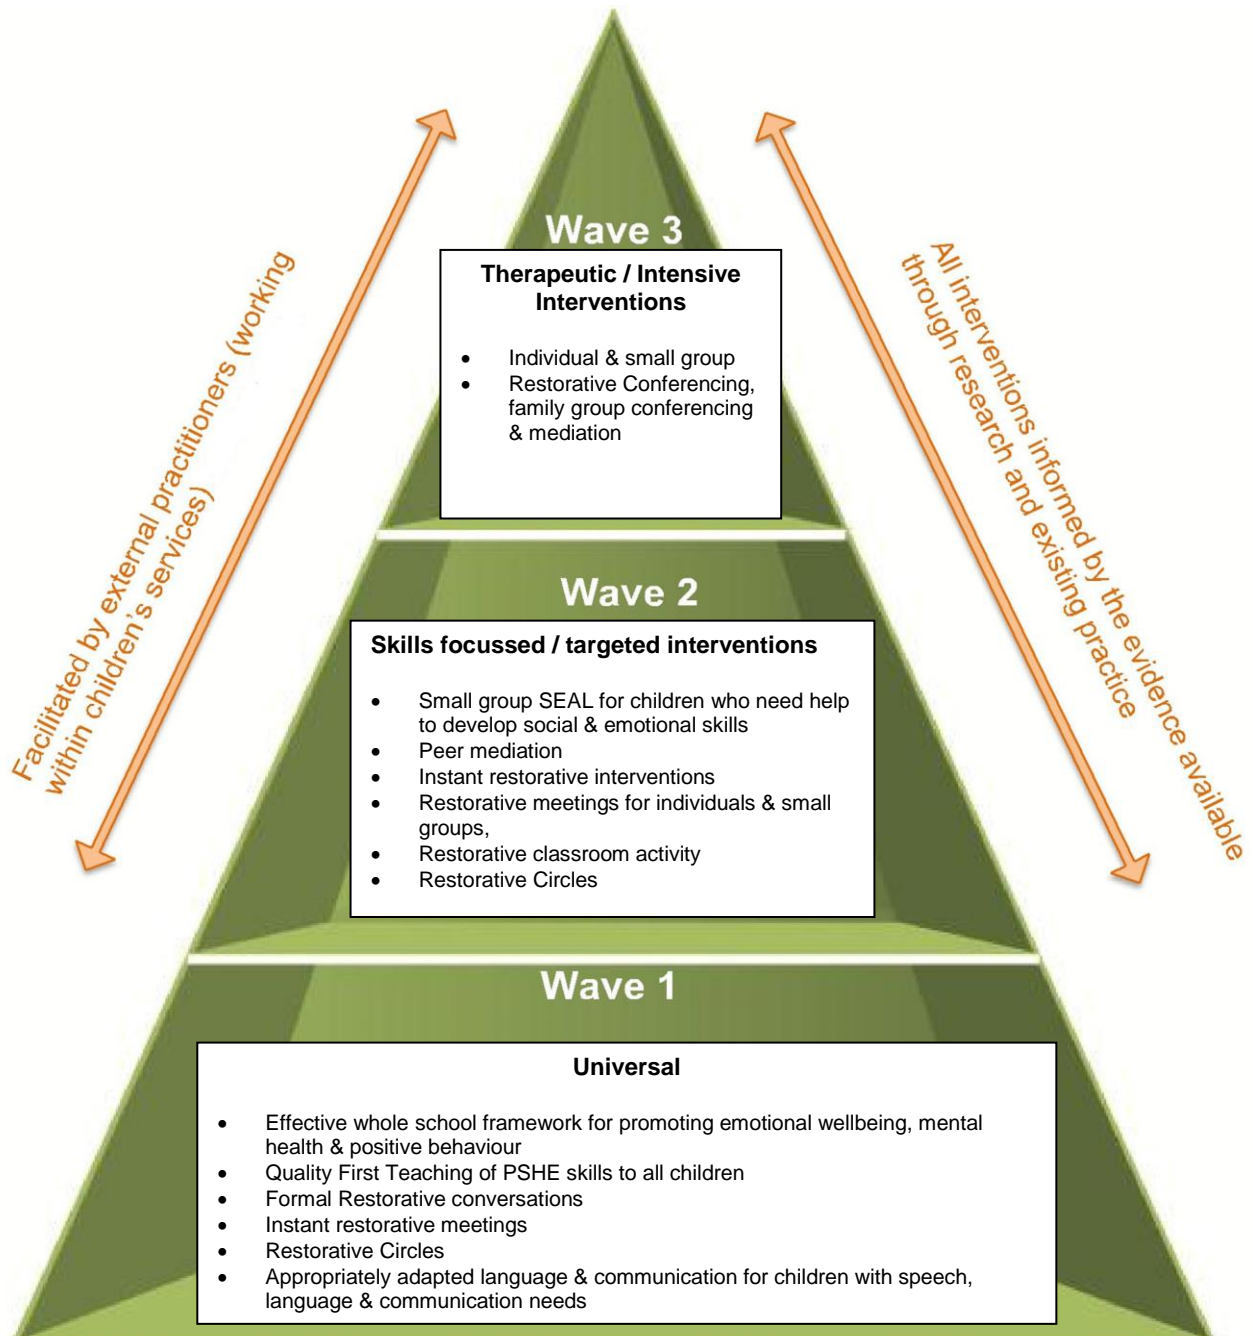 Wave 3
Therapeutic / Intensive
Interventions
• Individual & small group
• Restorative Conferencing,
family group conferencing
& mediation
Facilitated by external practitioners (working
within children’s services)
All interventions informed by the evidence available
through research and existing practice
Wave 2
Skills focussed / targeted interventions
• Small group SEAL for children who need help
to develop social & emotional skills
• Peer mediation
• Instant restorative interventions
• Restorative meetings for individuals & small
groups,
• Restorative classroom activity
• Restorative Circles
Wave 1
Universal
• Effective whole school framework for promoting emotional wellbeing, mental
health & positive behaviour
• Quality First Teaching of PSHE skills to all children
• Formal Restorative conversations
• Instant restorative meetings
• Restorative Circles
• Appropriately adapted language & communication for children with speech,
language & communication needs